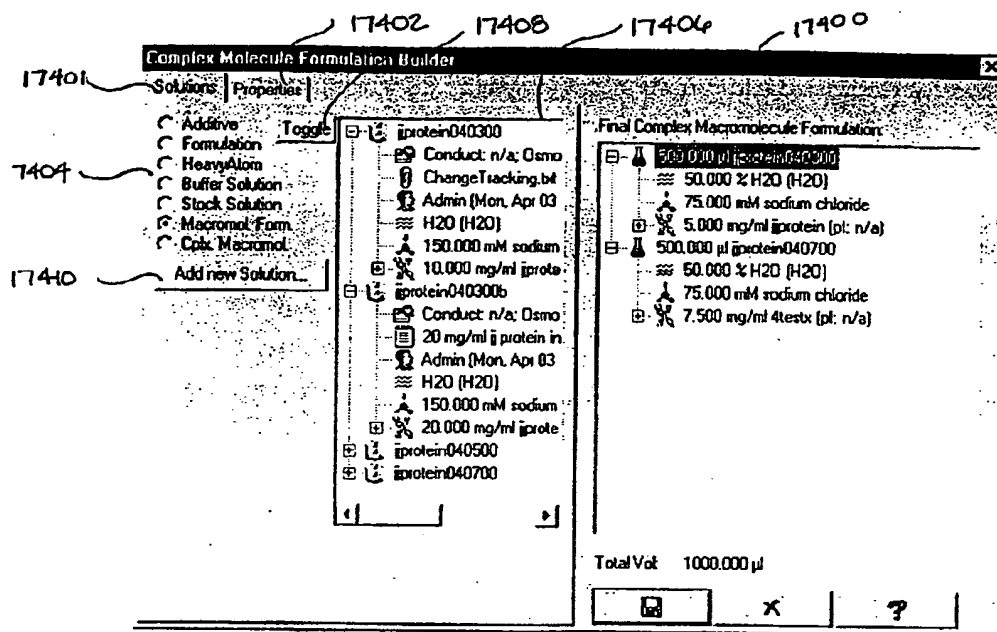 17402 17408 17406 17400
Complex Molecule Formulation Builder
17401
Solutions Properties
Additive
Toggle
Formulation
HeavyAtom
7404
Buffer Solution
Stock Solution
Macromol. Form.
Cplx. Macromol.
17410
Add new Solution...
jjprotein040300
Conduct: n/a; Osmo
ChangeTracking.txt
Admin (Mon, Apr 03
H2O (H2O)
150.000 mM sodium
10.000 mg/ml jjprote
jjprotein040300b
Conduct: n/a; Osmo
20 mg/ml jj protein in
Admin (Mon, Apr 03
H2O (H2O)
150.000 mM sodium
20.000 mg/ml jjprote
jjprotein040500
jjprotein040700
Final Complex Macromolecule Formulation:
500.000 µl jjprotein040300
50.000 % H2O (H2O)
75.000 mM sodium chloride
5.000 mg/ml jjprotein (pI: n/a)
500.000 µl jjprotein040700
50.000 % H2O (H2O)
75.000 mM sodium chloride
7.500 mg/ml 4testx (pI: n/a)
Total Vol: 1000.000 µl
X ?